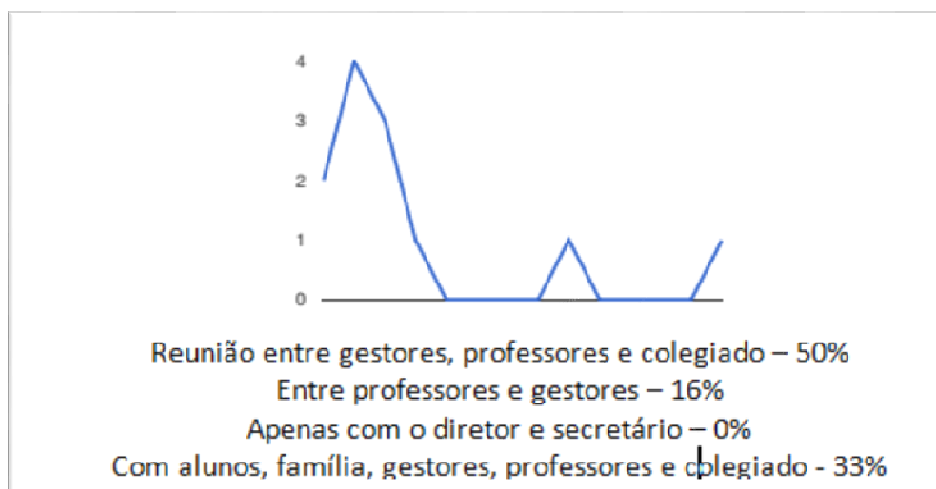 4
3
2
1
0
Reunião entre gestores, professores e colegiado – 50%
Entre professores e gestores – 16%
Apenas com o diretor e secretário – 0%
Com alunos, família, gestores, professores e colegiado - 33%